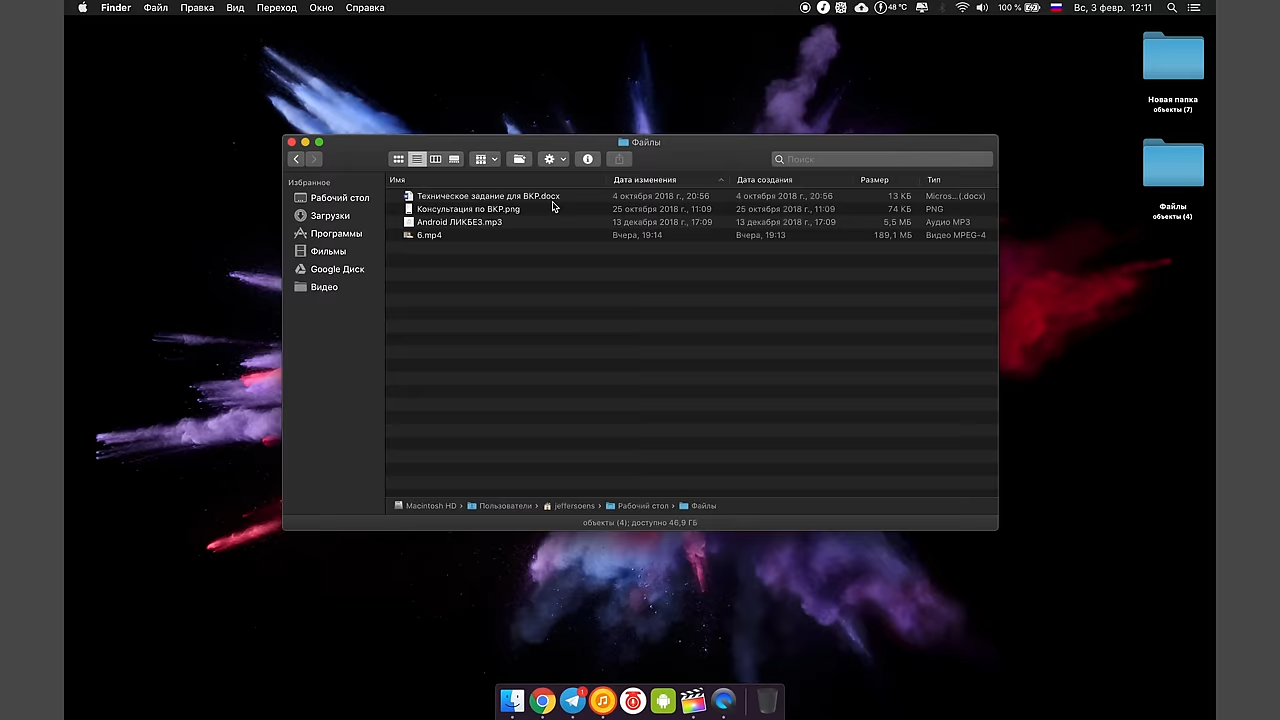 Finder Файл Правка Вид Переход Окно Справка 48 °C 100 % Вс, 3 февр. 12:11
Новая папка
объекты (7)
Файлы
объекты (4)
Файлы
Поиск
Избранное
Рабочий стол
Загрузки
Программы
Фильмы
Google Диск
Видео
Имя Дата изменения Дата создания Размер Тип
Техническое задание для ВКР.docx 4 октября 2018 г., 20:56 4 октября 2018 г., 20:56 13 КБ Micros...(.docx)
Консультация по ВКР.png 25 октября 2018 г., 11:09 25 октября 2018 г., 11:09 74 КБ PNG
Android ЛИКБЕЗ.mp3 13 декабря 2018 г., 17:09 13 декабря 2018 г., 17:09 5,5 МБ Аудио MP3
6.mp4 Вчера, 19:14 Вчера, 19:13 189,1 МБ Видео MPEG-4
Macintosh HD › Пользователи › jeffersoens › Рабочий стол › Файлы
объекты (4); доступно 46,9 ГБ
1